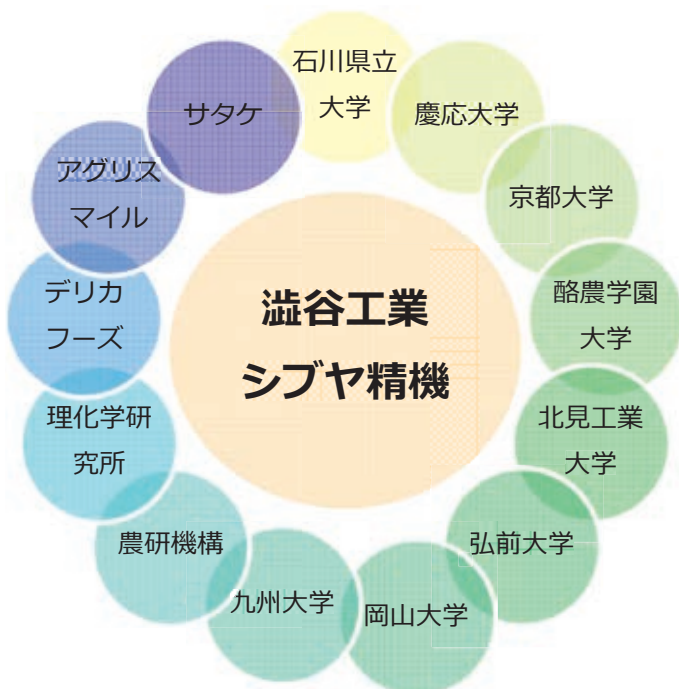 澁谷工業
シブヤ精機
石川県立
大学
慶応大学
京都大学
酪農学園
大学
北見工業
大学
弘前大学
岡山大学
九州大学
農研機構
理化学研
究所
デリカ
フーズ
アグリス
マイル
サタケ